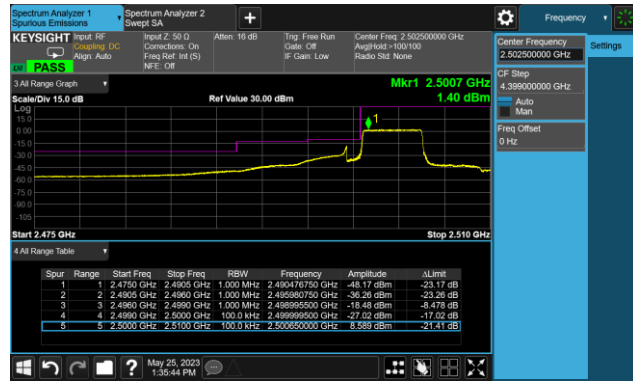 Spectrum Analyzer 1
Spurious Emissions
Spectrum Analyzer 2
Swept SA
Frequency
KEYSIGHT
Input: RF
Coupling: DC
Align: Auto
Input Z: 50 Ω
Corrections: On
Freq Ref: Int (S)
NFE: Off
Atten: 16 dB
Trig: Free Run
Gate: Off
IF Gain: Low
Center Freq: 2.502500000 GHz
Avg|Hold:>100/100
Radio Std: None
PASS
Center Frequency
2.502500000 GHz
Settings
CF Step
4.399000000 GHz
Auto
Man
Freq Offset
0 Hz
3 All Range Graph
Mkr1 2.5007 GHz
Scale/Div 15.0 dB
Ref Value 30.00 dBm
1.40 dBm
Log
15.0
0.00
-15.0
-30.0
-45.0
-60.0
-75.0
-90.0
-105
1
Start 2.475 GHz
Stop 2.510 GHz
4 All Range Table
Spur Range Start Freq Stop Freq RBW Frequency Amplitude ΔLimit
1 1 2.4750 GHz 2.4905 GHz 1.000 MHz 2.490476750 GHz -48.17 dBm -23.17 dB
2 2 2.4905 GHz 2.4960 GHz 1.000 MHz 2.495980750 GHz -36.26 dBm -23.26 dB
3 3 2.4960 GHz 2.4990 GHz 1.000 MHz 2.498995500 GHz -18.48 dBm -8.478 dB
4 4 2.4990 GHz 2.5000 GHz 100.0 kHz 2.499999500 GHz -27.02 dBm -17.02 dB
5 5 2.5000 GHz 2.5100 GHz 100.0 kHz 2.500650000 GHz 8.589 dBm -21.41 dB
May 25, 2023
1:35:44 PM